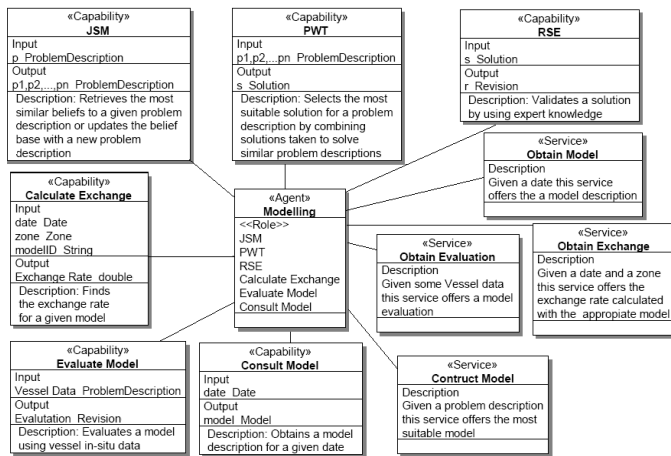 «Capability»
JSM
Input
p ProblemDescription
Output
p1,p2,...,pn ProblemDescription
Description: Retrieves the most
similar beliefs to a given problem
description or updates the belief
base with a new problem
description
«Capability»
PWT
Input
p1,p2,...pn ProblemDescription
Output
s Solution
Description: Selects the most
suitable solution for a problem
description by combining
solutions taken to solve
similar problem descriptions
«Capability»
RSE
Input
s Solution
Output
r Revision
Description: Validates a solution
by using expert knowledge
«Service»
Obtain Model
Description
Given a date this service
offers the a model description
«Capability»
Calculate Exchange
Input
date Date
zone Zone
modelID String
Output
Exchange Rate double
Description: Finds
the exchange rate
for a given model
«Agent»
Modelling
<<Role>>
JSM
PWT
RSE
Calculate Exchange
Evaluate Model
Consult Model
«Service»
Obtain Evaluation
Description
Given some Vessel data
this service offers a model
evaluation
«Service»
Obtain Exchange
Description
Given a date and a zone
this service offers the
exchange rate calculated
with the appropiate model
«Capability»
Evaluate Model
Input
Vessel Data ProblemDescription
Output
Evalutation Revision
Description: Evaluates a model
using vessel in-situ data
«Capability»
Consult Model
Input
date Date
Output
model Model
Description: Obtains a model
description for a given date
«Service»
Contruct Model
Description
Given a problem description
this service offers the most
suitable model